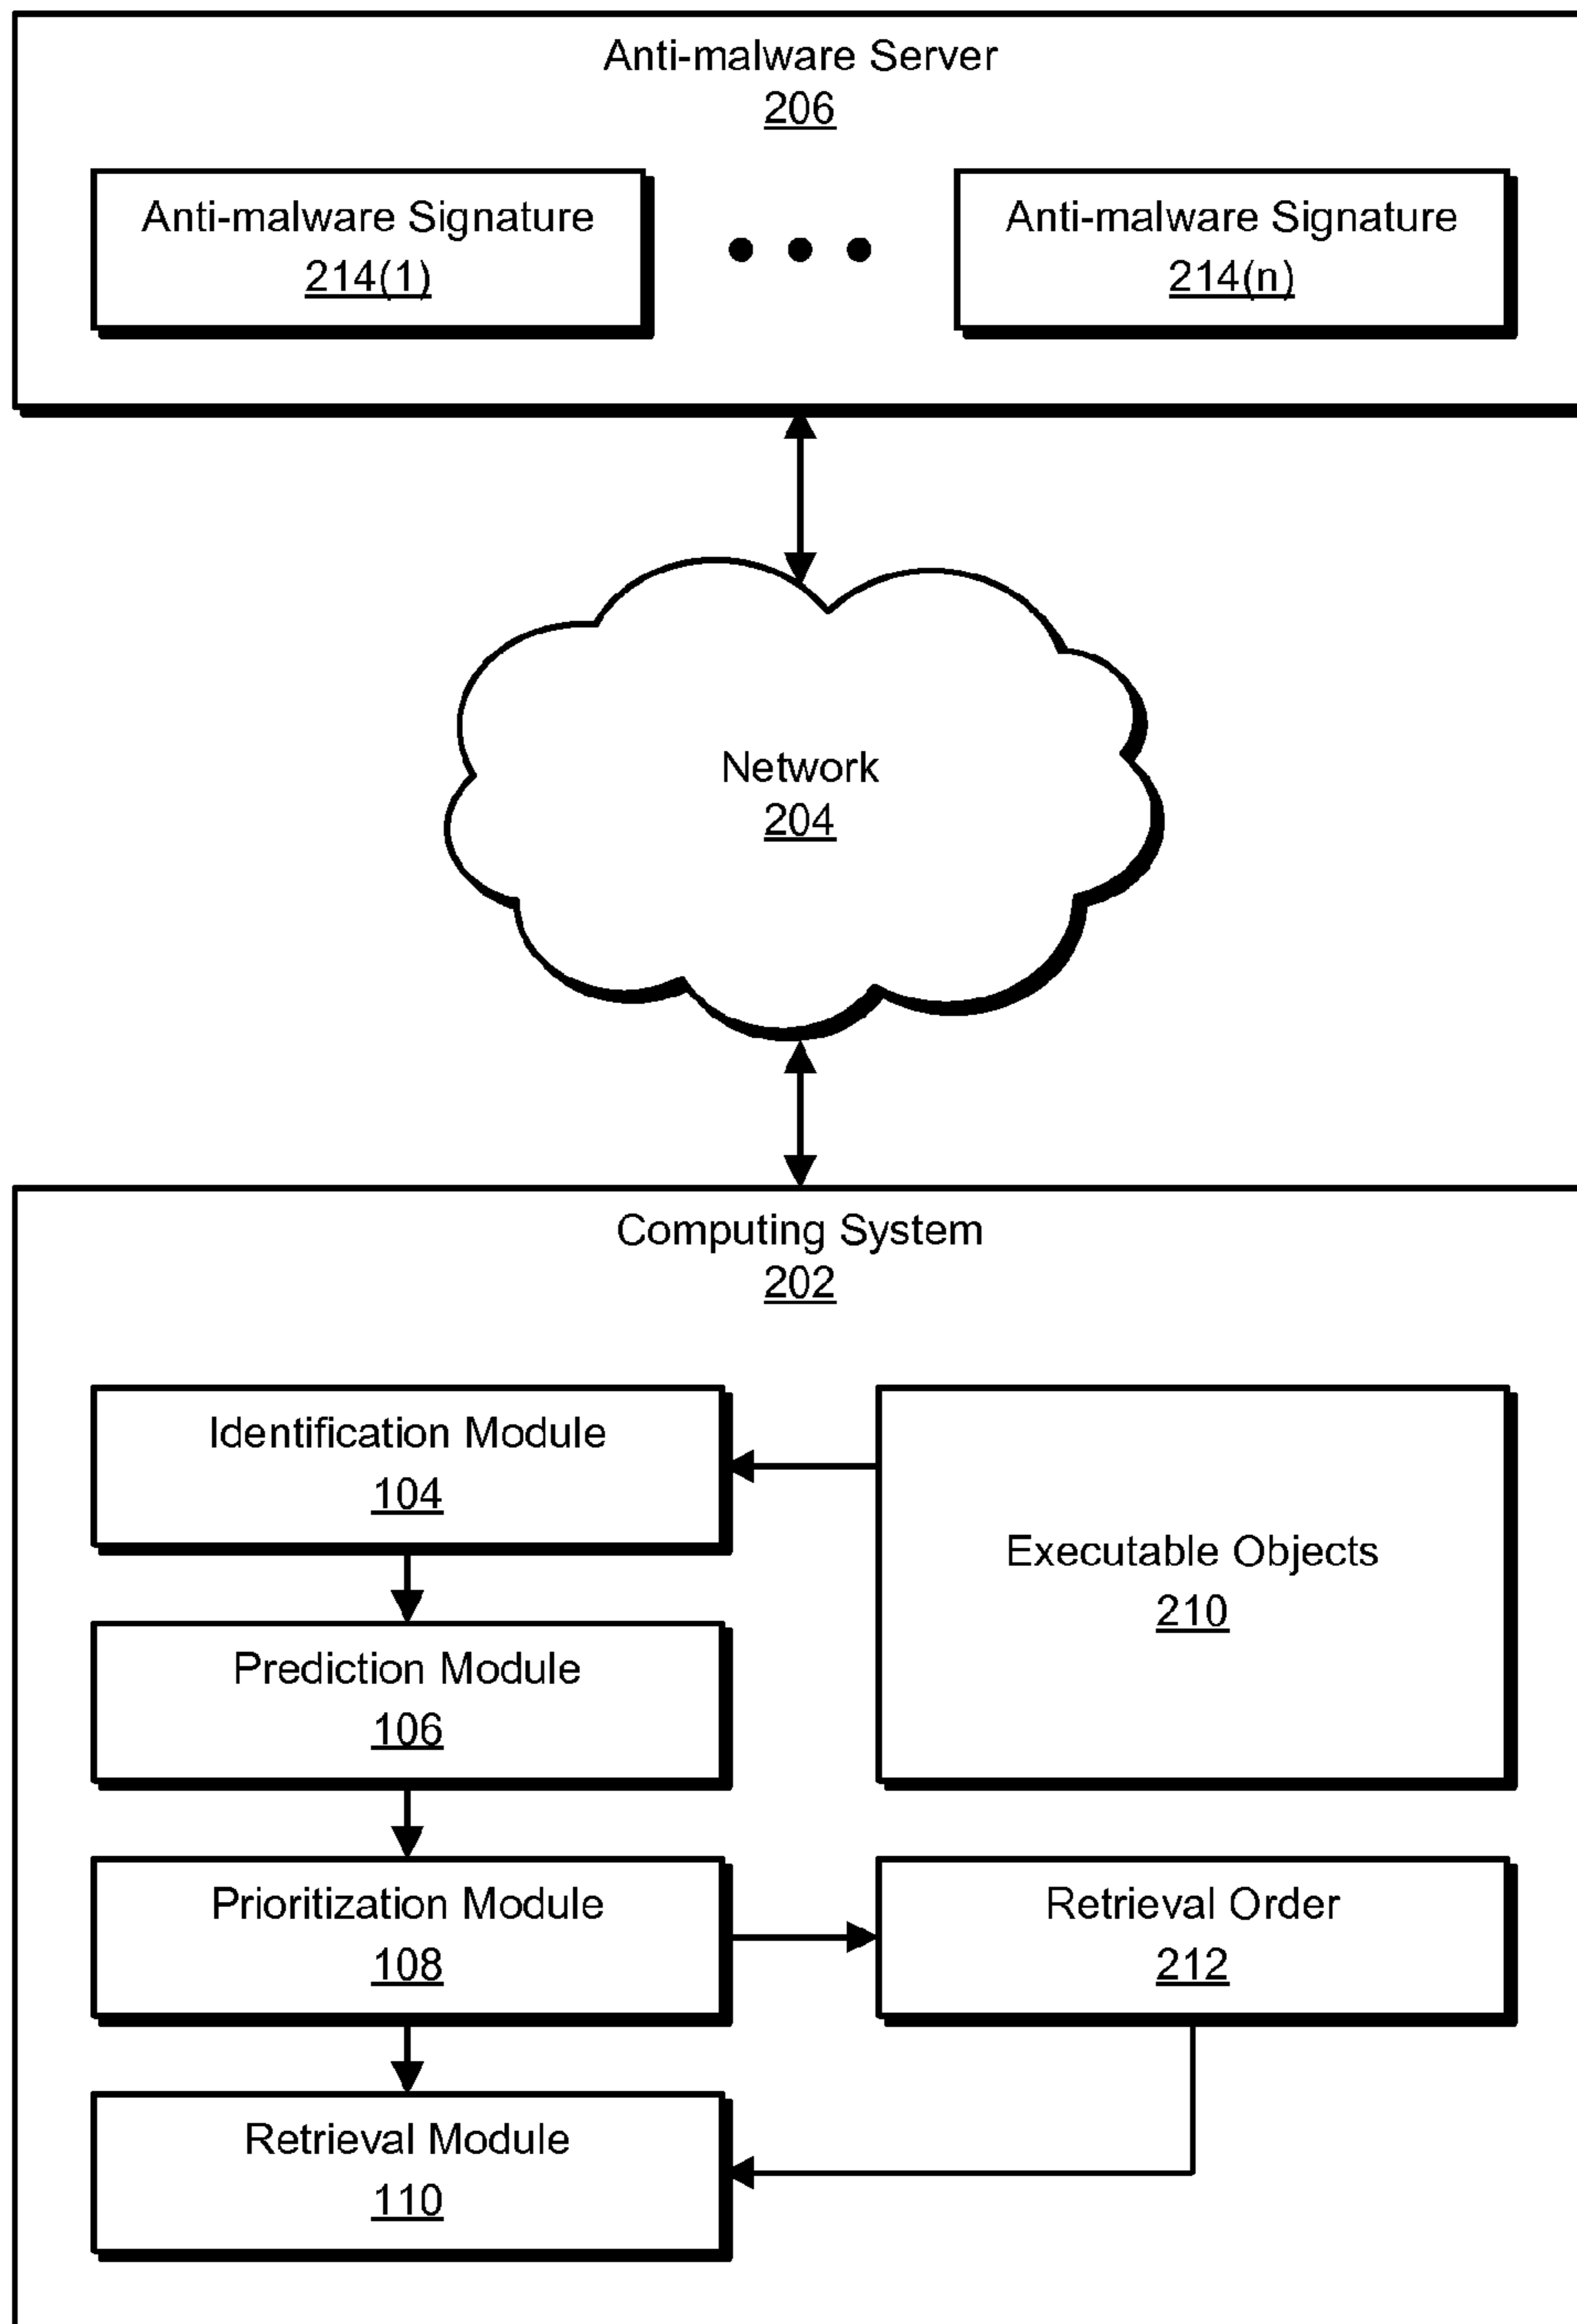 Anti-malware Server
206
Anti-malware Signature
214(1)
Anti-malware Signature
214(n)
Network
204
Computing System
202
Identification Module
104
Executable Objects
210
Prediction Module
106
Prioritization Module
108
Retrieval Order
212
Retrieval Module
110